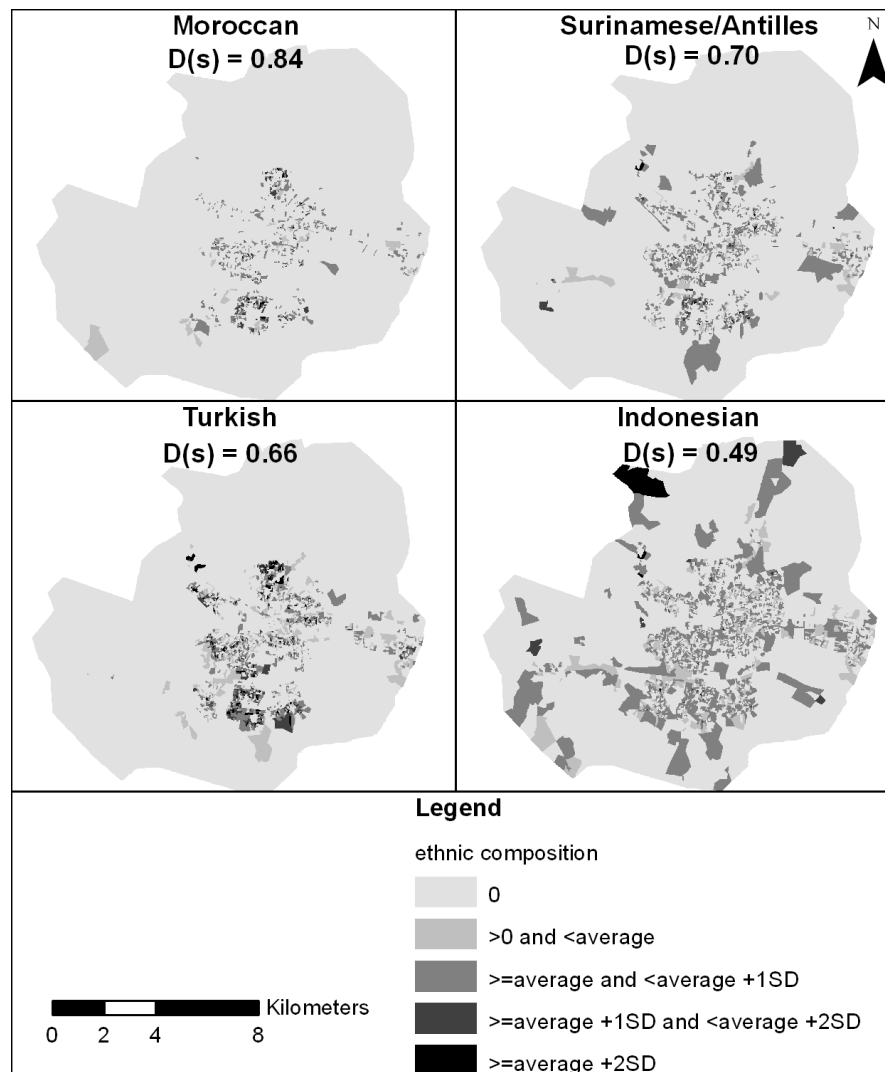 Moroccan
D(s) = 0.84
Surinamese/Antilles
D(s) = 0.70
N
Turkish
D(s) = 0.66
Indonesian
D(s) = 0.49
Legend
ethnic composition
0
>0 and <average
>=average and <average +1SD
>=average +1SD and <average +2SD
>=average +2SD
Kilometers
0 2 4 8